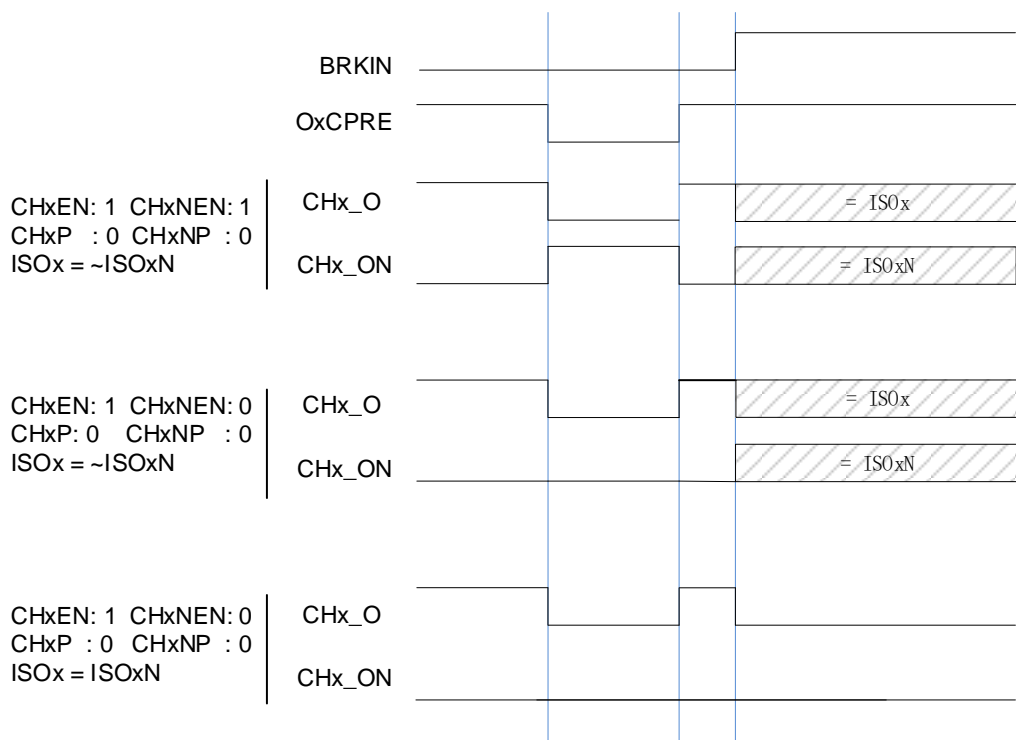 BRKIN
OxCPRE
CHxEN: 1 CHxNEN: 1
CHxP : 0 CHxNP : 0
ISOx = ~ISOxN
CHx_O
= ISOx
CHx_ON
= ISOxN
CHxEN: 1 CHxNEN: 0
CHxP: 0 CHxNP : 0
ISOx = ~ISOxN
CHx_O
= ISOx
CHx_ON
= ISOxN
CHxEN: 1 CHxNEN: 0
CHxP : 0 CHxNP : 0
ISOx = ISOxN
CHx_O
CHx_ON